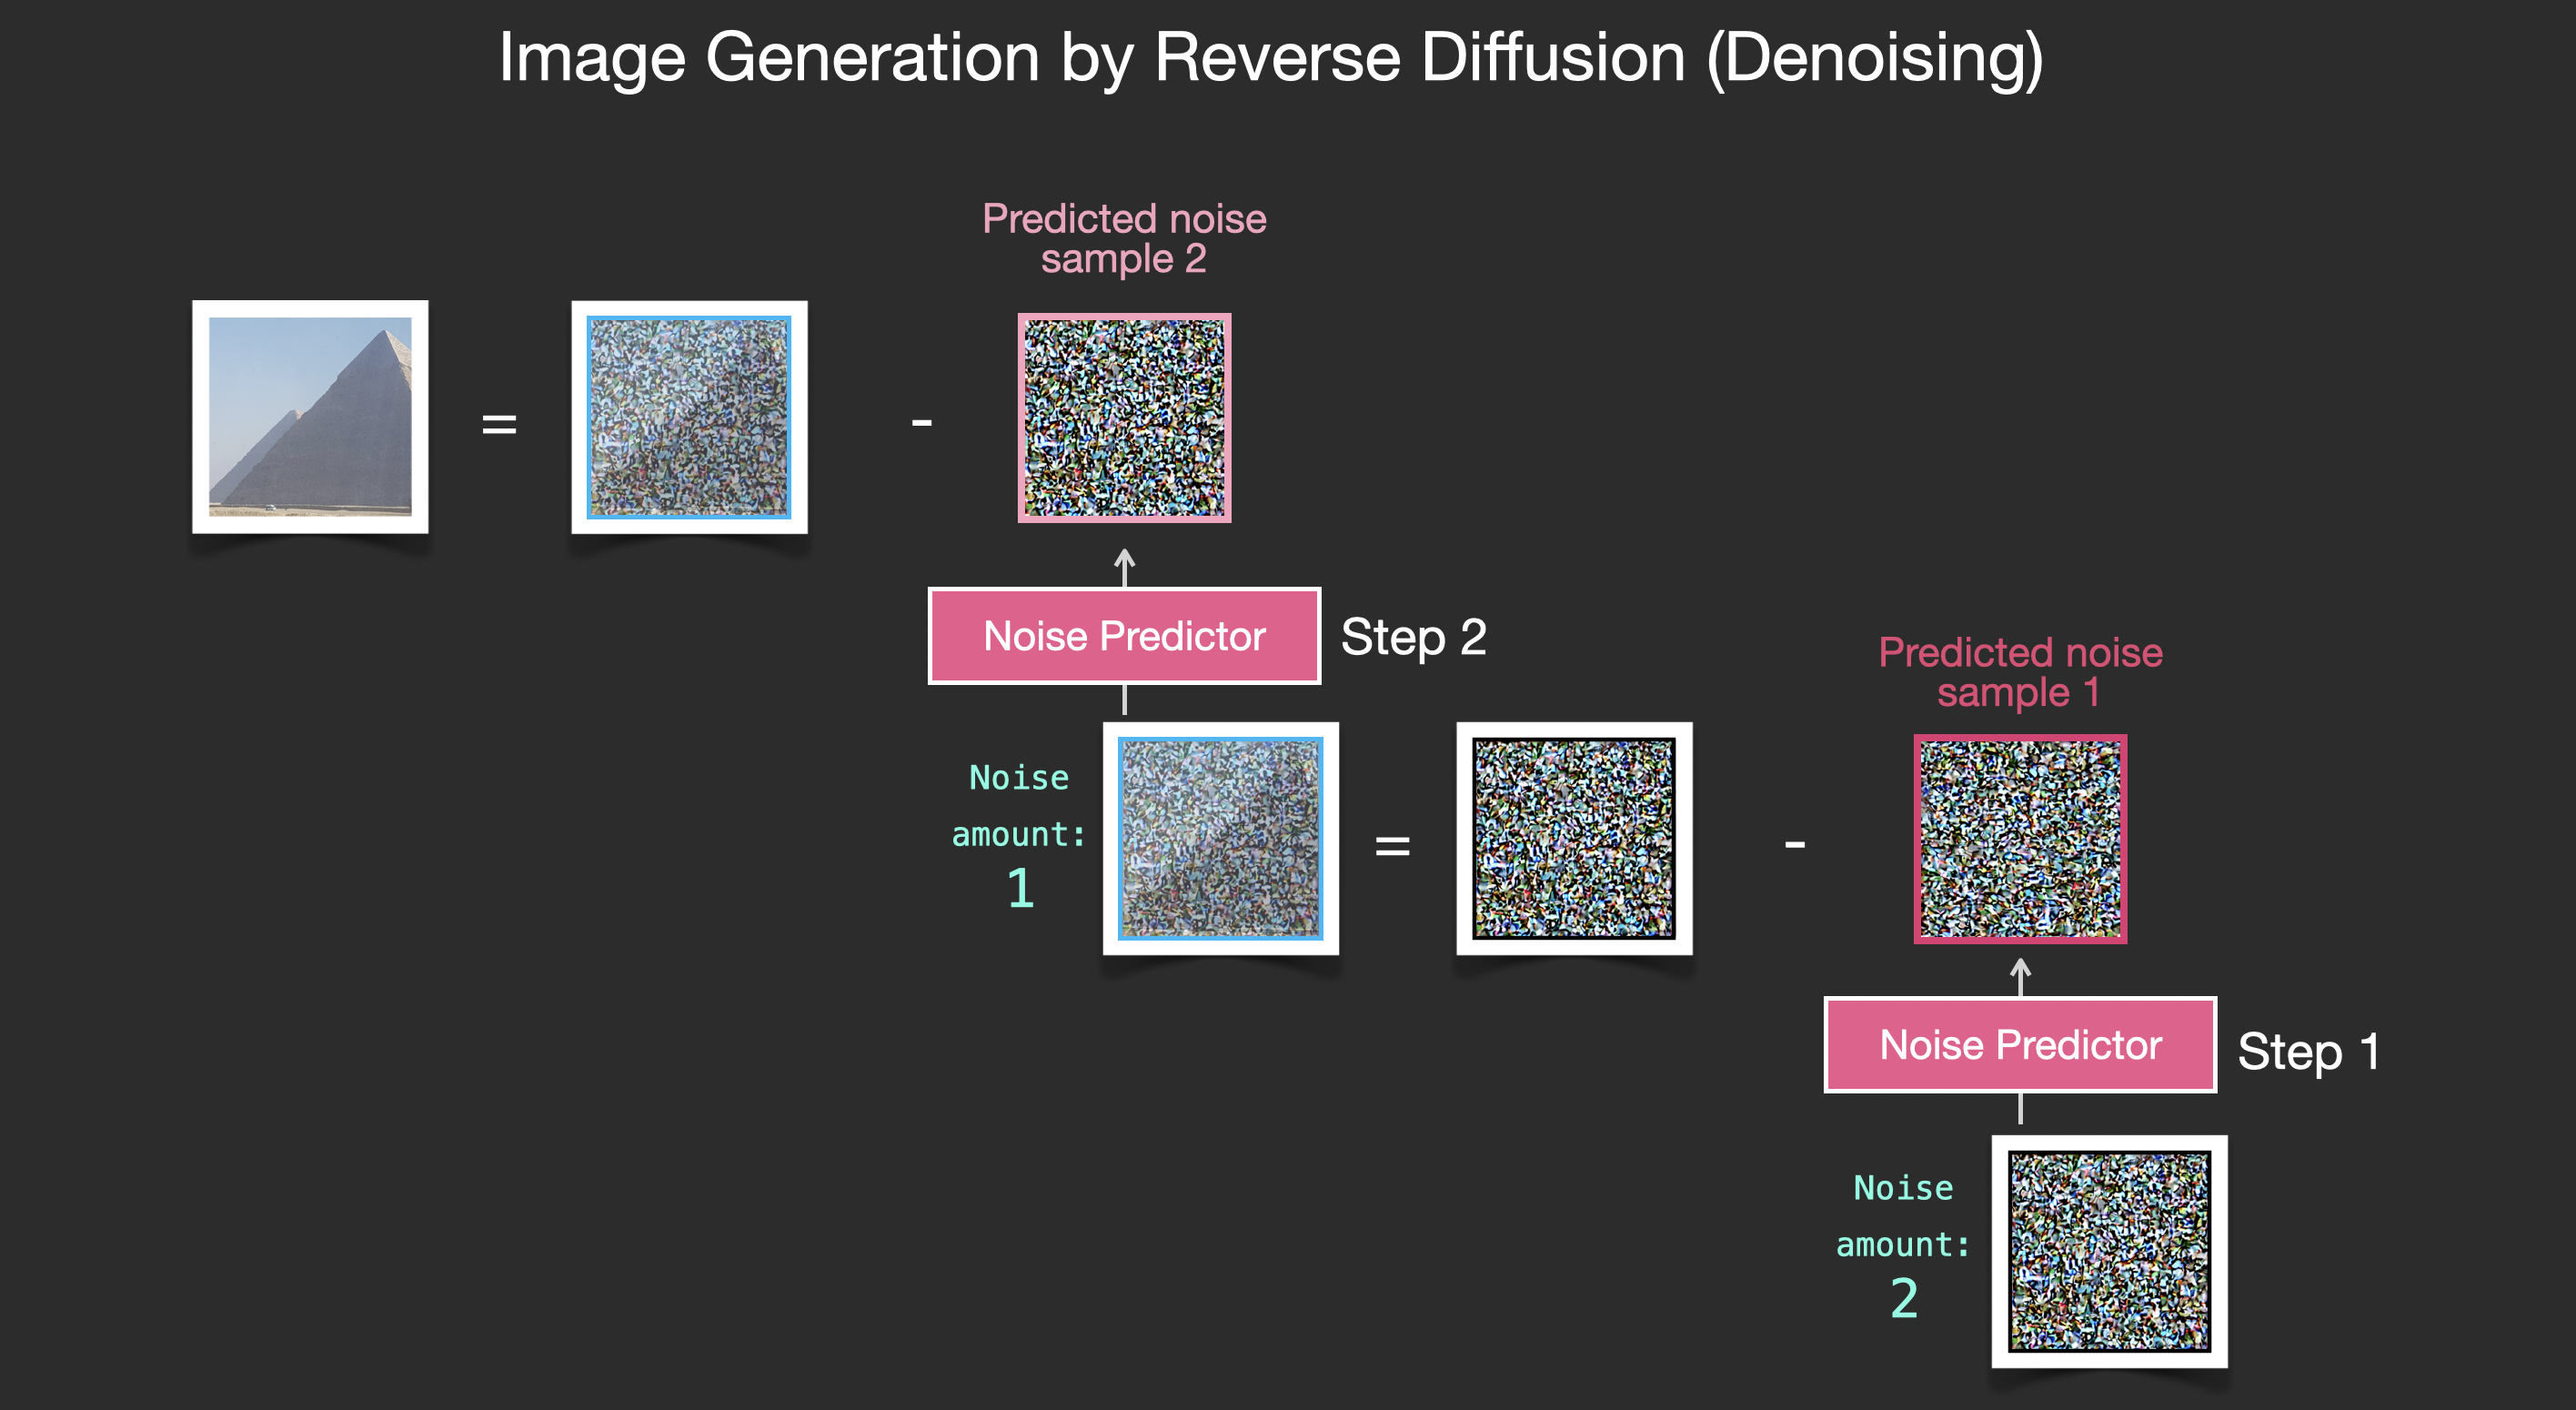 Image Generation by Reverse Diffusion (Denoising)
Predicted noise
sample 2
=
-
Noise Predictor
Step 2
Predicted noise
sample 1
Noise
amount:
1
=
-
Noise Predictor
Step 1
Noise
amount:
2